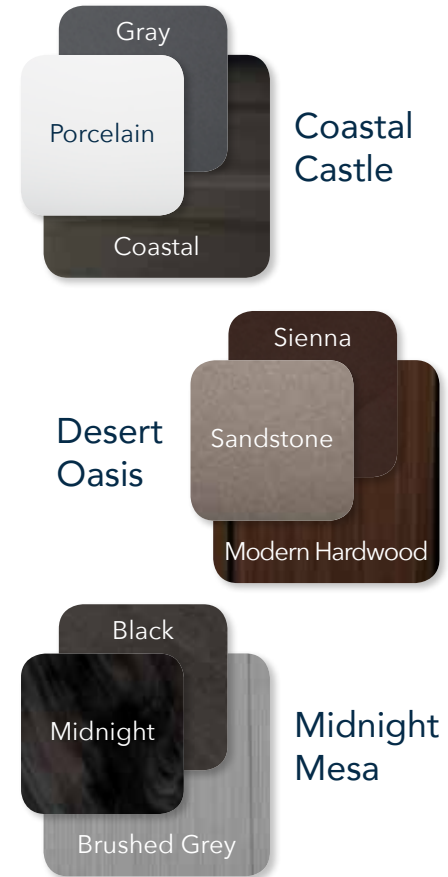 Gray
Porcelain
Coastal
Coastal
Castle
Sienna
Sandstone
Modern Hardwood
Desert
Oasis
Black
Midnight
Brushed Grey
Midnight
Mesa